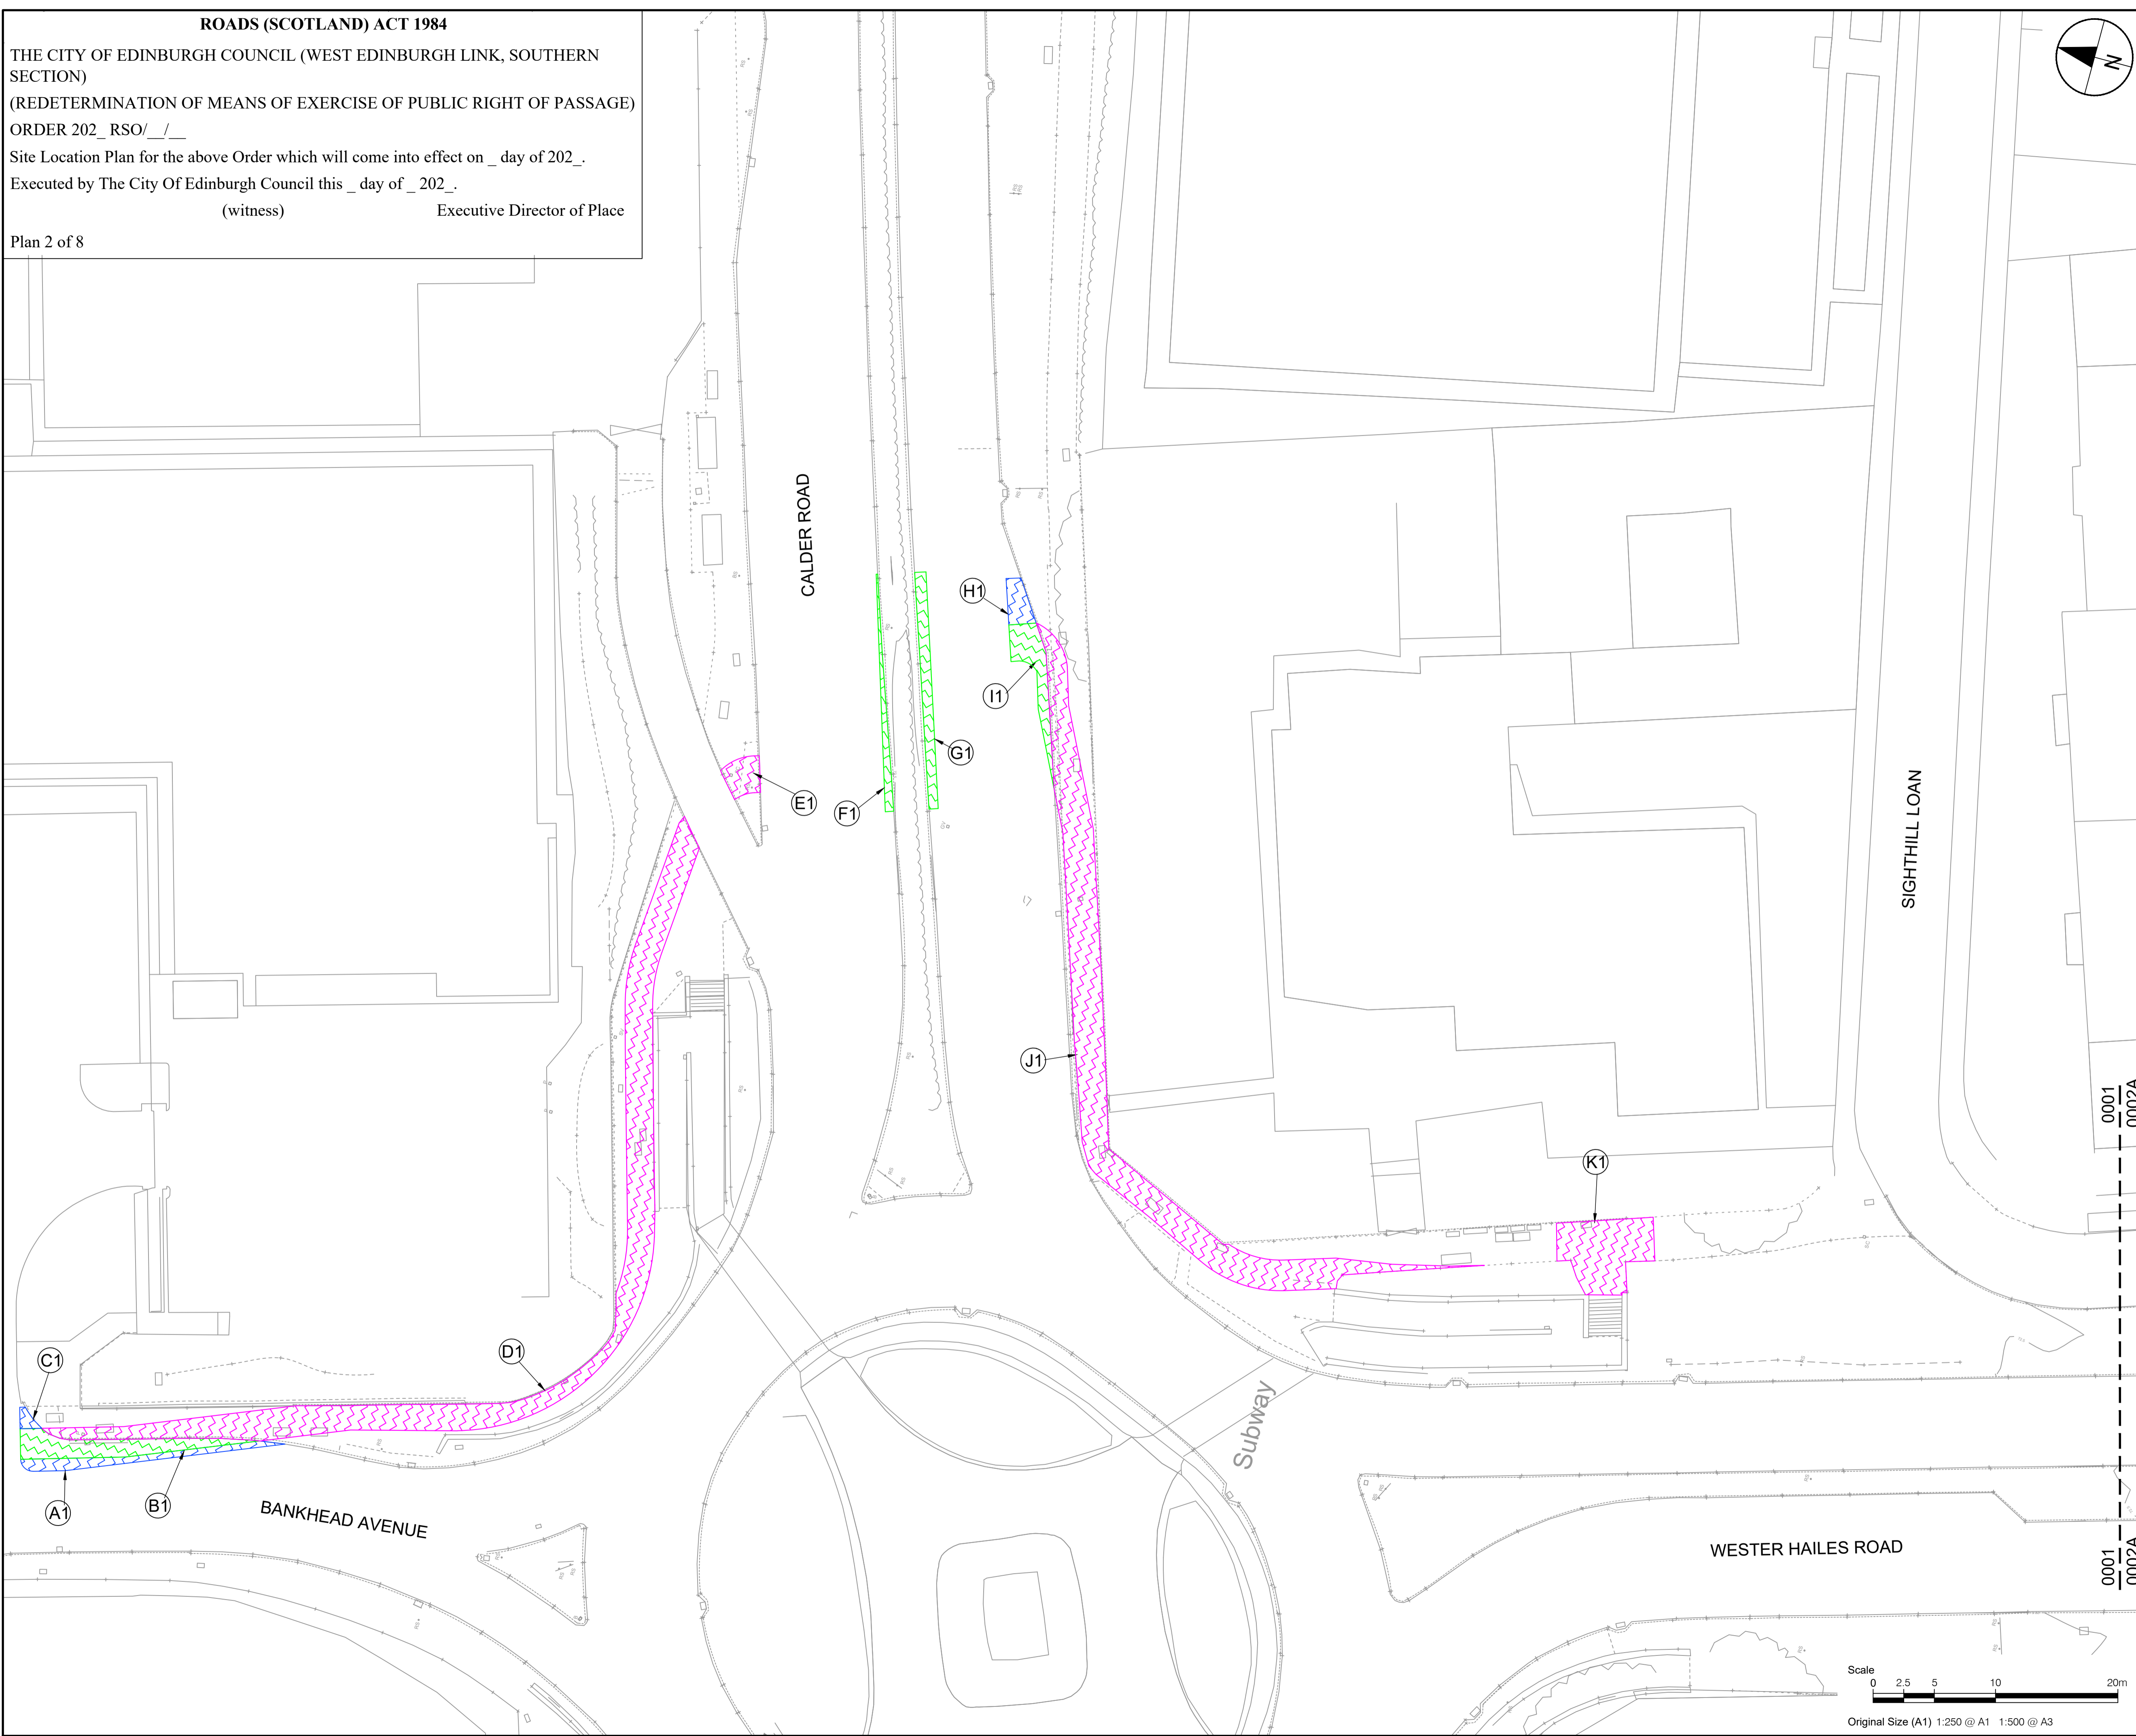 ROADS (SCOTLAND) ACT 1984
THE CITY OF EDINBURGH COUNCIL (WEST EDINBURGH LINK, SOUTHERN
SECTION)
(REDETERMINATION OF MEANS OF EXERCISE OF PUBLIC RIGHT OF PASSAGE)
ORDER 202_ RSO/__/__
Site Location Plan for the above Order which will come into effect on _ day of 202_.
Executed by The City Of Edinburgh Council this _ day of _ 202_.
(witness) Executive Director of Place
Plan 2 of 8
N
CALDER ROAD
H1
I1
G1
E1
F1
SIGHTHILL LOAN
J1
0001
0002A
K1
D1
C1
Subway
A1
B1
BANKHEAD AVENUE
WESTER HAILES ROAD
0001
0002A
Scale
0 2.5 5 10 20m
Original Size (A1) 1:250 @ A1 1:500 @ A3